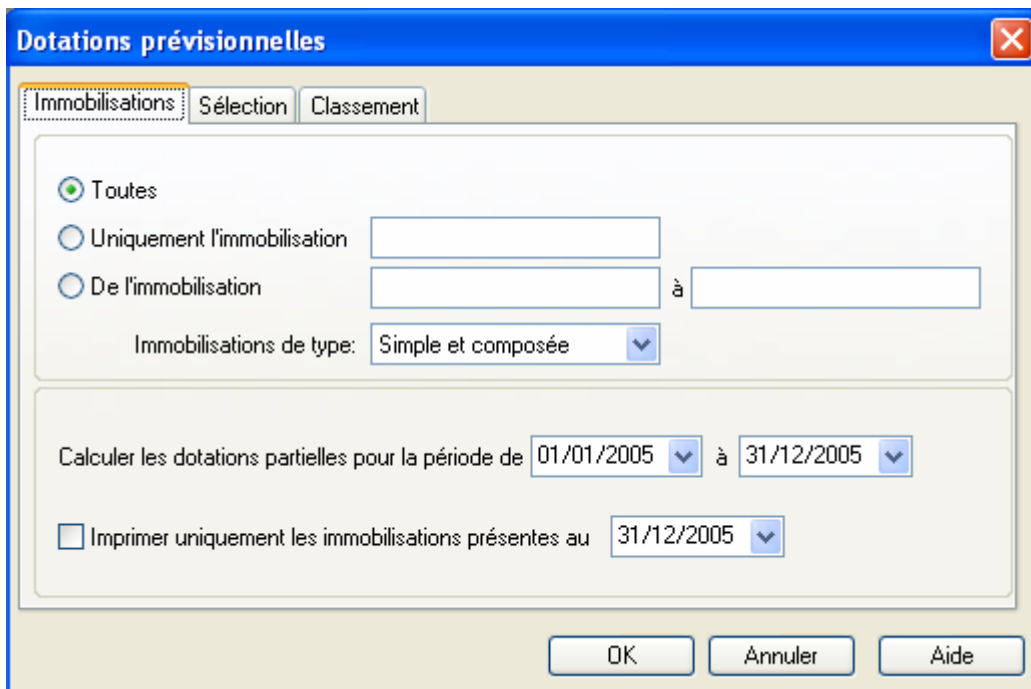 Dotations prévisionnelles
Immobilisations Sélection Classement
Toutes
Uniquement l'immobilisation
De l'immobilisation à
Immobilisations de type: Simple et composée
Calculer les dotations partielles pour la période de 01/01/2005 à 31/12/2005
Imprimer uniquement les immobilisations présentes au 31/12/2005
OK Annuler Aide